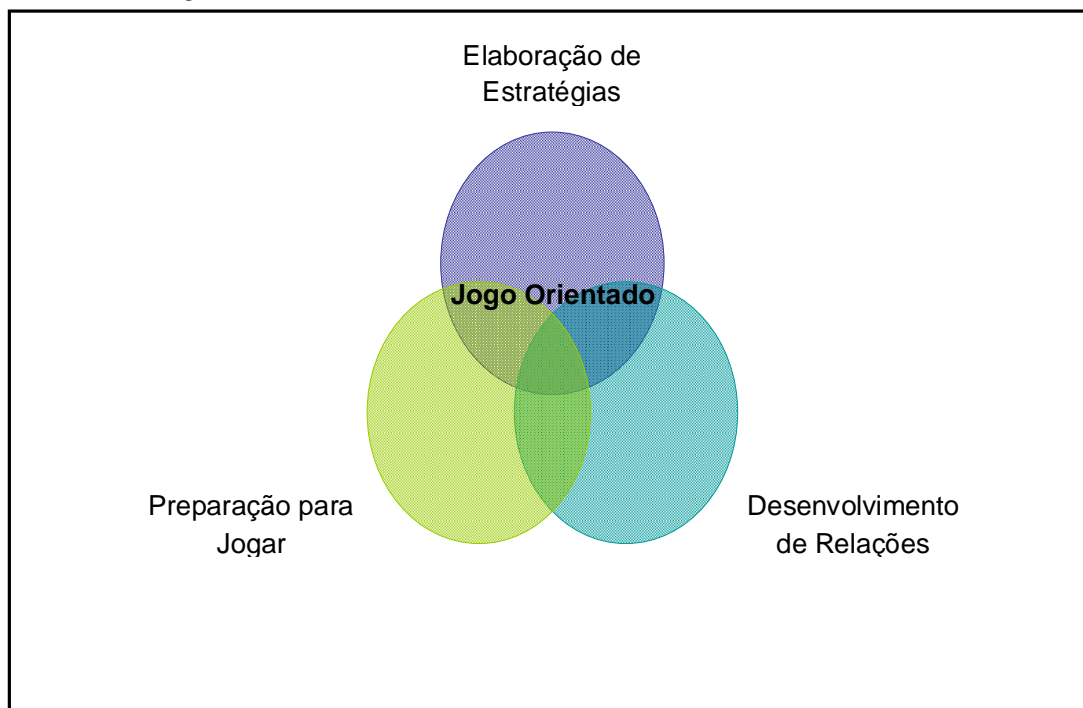 Elaboração de
Estratégias
Jogo Orientado
Preparação para
Jogar
Desenvolvimento
de Relações